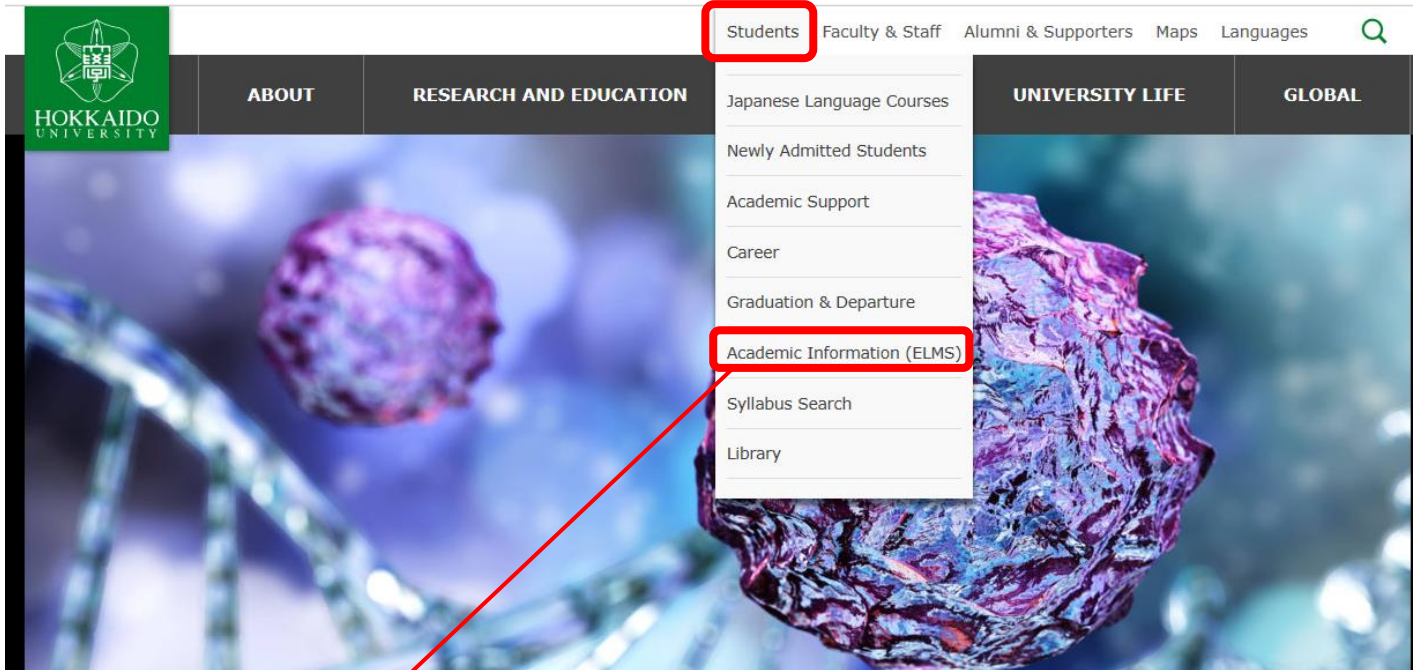 Students Faculty & Staff Alumni & Supporters Maps Languages
HOKKAIDO
UNIVERSITY
ABOUT RESEARCH AND EDUCATION UNIVERSITY LIFE GLOBAL
Japanese Language Courses
Newly Admitted Students
Academic Support
Career
Graduation & Departure
Academic Information (ELMS)
Syllabus Search
Library